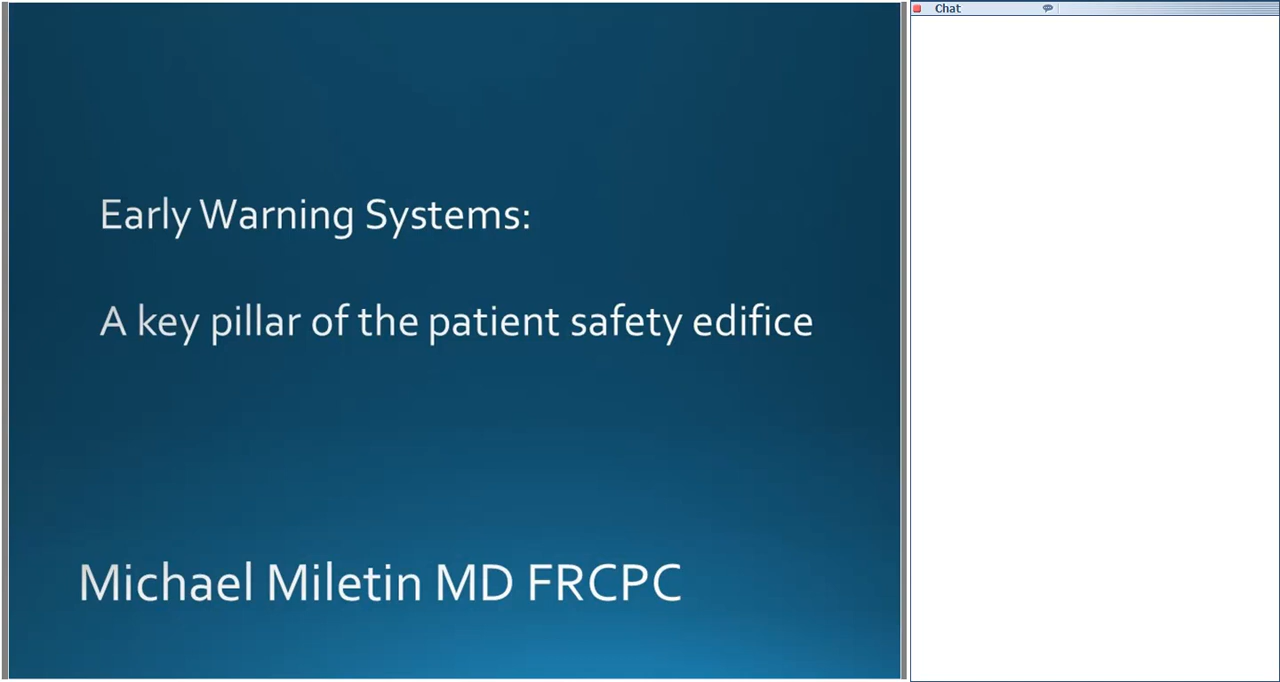 Chat
Early Warning Systems:
A key pillar of the patient safety edifice
Michael Miletin MD FRCPC